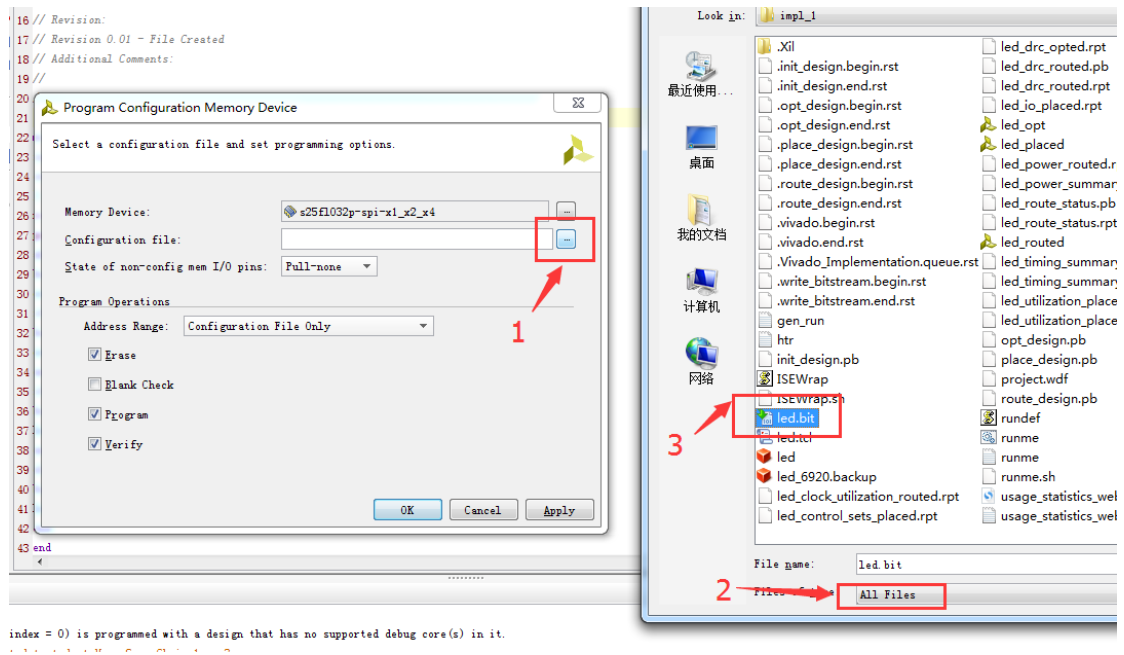 16 // Revision:
17 // Revision 0.01 - File Created
18 // Additional Comments:
19 //
20
21
22
23
24
25
26
27
28
29
30
31
32
33
34
35
36
37
38
39
40
41
42
43 end
Program Configuration Memory Device
Select a configuration file and set programming options.
Memory Device:
s25fl032p-spi-x1_x2_x4
...
Configuration file:
...
State of non-config mem I/O pins:
Pull-none
1
Program Operations
Address Range:
Configuration File Only
Erase
Blank Check
Program
Verify
OK
Cancel
Apply
index = 0) is programmed with a design that has no supported debug core(s) in it.
Look in:
impl_1
最近使用...
桌面
我的文档
计算机
网络
.Xil
.init_design.begin.rst
.init_design.end.rst
.opt_design.begin.rst
.opt_design.end.rst
.place_design.begin.rst
.place_design.end.rst
.route_design.begin.rst
.route_design.end.rst
.vivado.begin.rst
.vivado.end.rst
.Vivado_Implementation.queue.rst
.write_bitstream.begin.rst
.write_bitstream.end.rst
gen_run
htr
init_design.pb
ISEWrap
ISEWrap.sh
led.bit
3
led.tcl
led
led_6920.backup
led_clock_utilization_routed.rpt
led_control_sets_placed.rpt
led_drc_opted.rpt
led_drc_routed.pb
led_drc_routed.rpt
led_io_placed.rpt
led_opt
led_placed
led_power_routed.r
led_power_summar
led_route_status.pb
led_route_status.rpt
led_routed
led_timing_summar
led_timing_summar
led_utilization_place
led_utilization_place
opt_design.pb
place_design.pb
project.wdf
route_design.pb
rundef
runme
runme
runme.sh
usage_statistics_wel
usage_statistics_wel
File name:
led.bit
2
All Files